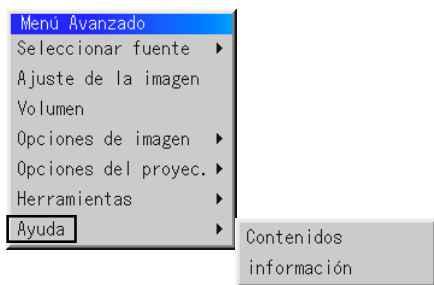 Menú Avanzado
Seleccionar fuente
Ajuste de la imagen
Volumen
Opciones de imagen
Opciones del proyec.
Herramientas
Ayuda
Contenidos
información